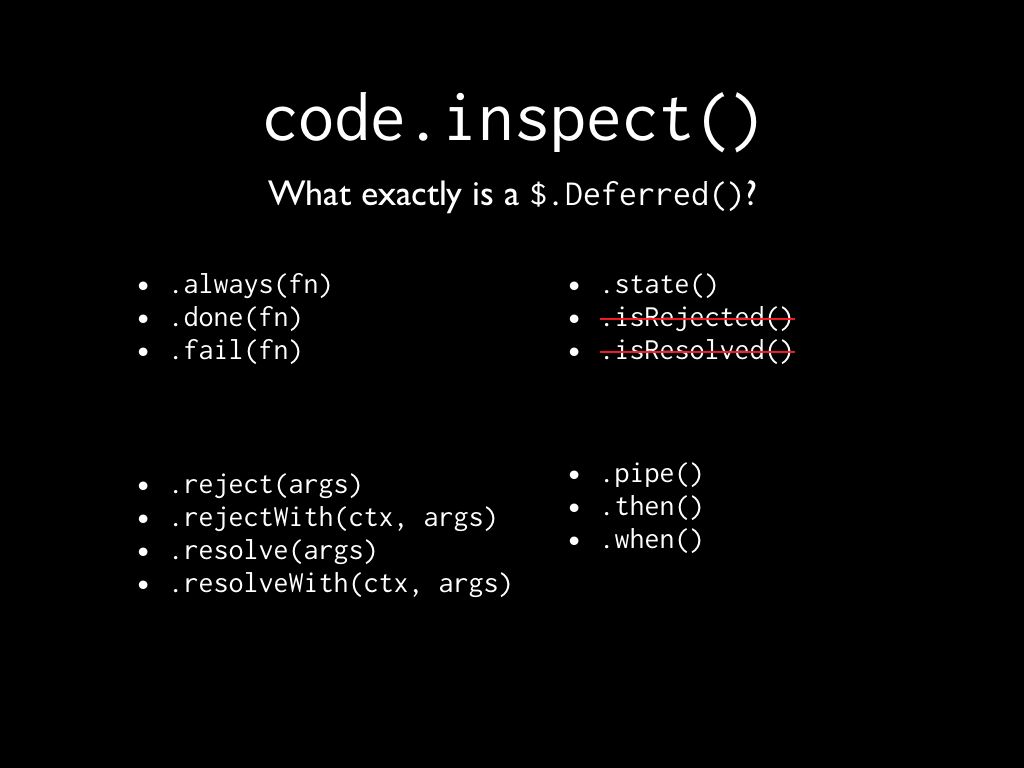 code.inspect()
What exactly is a $.Deferred()?
• .always(fn)
• .done(fn)
• .fail(fn)
• .reject(args)
• .rejectWith(ctx, args)
• .resolve(args)
• .resolveWith(ctx, args)
• .state()
• .isRejected()
• .isResolved()
• .pipe()
• .then()
• .when()